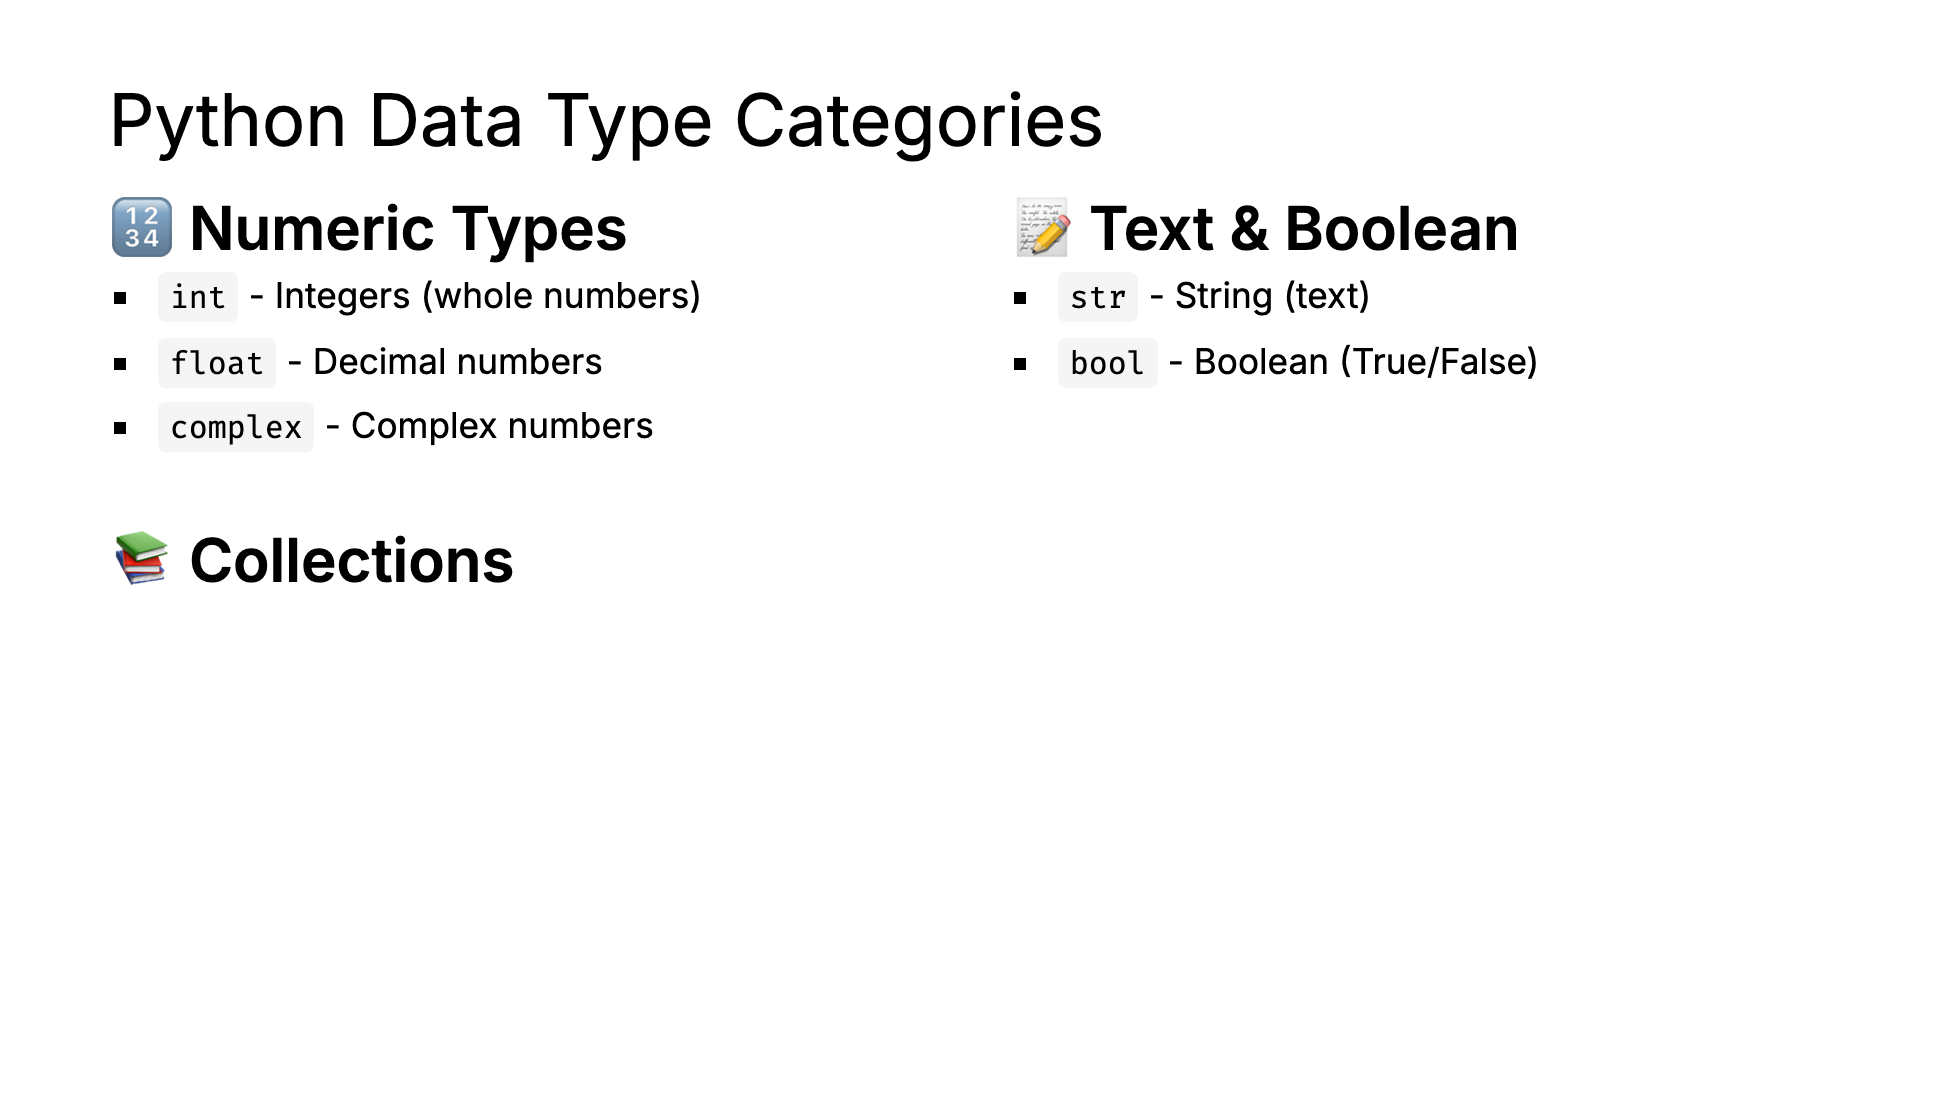 Python Data Type Categories
🔢 Numeric Types
▪ int - Integers (whole numbers)
▪ float - Decimal numbers
▪ complex - Complex numbers
📝 Text & Boolean
▪ str - String (text)
▪ bool - Boolean (True/False)
📚 Collections